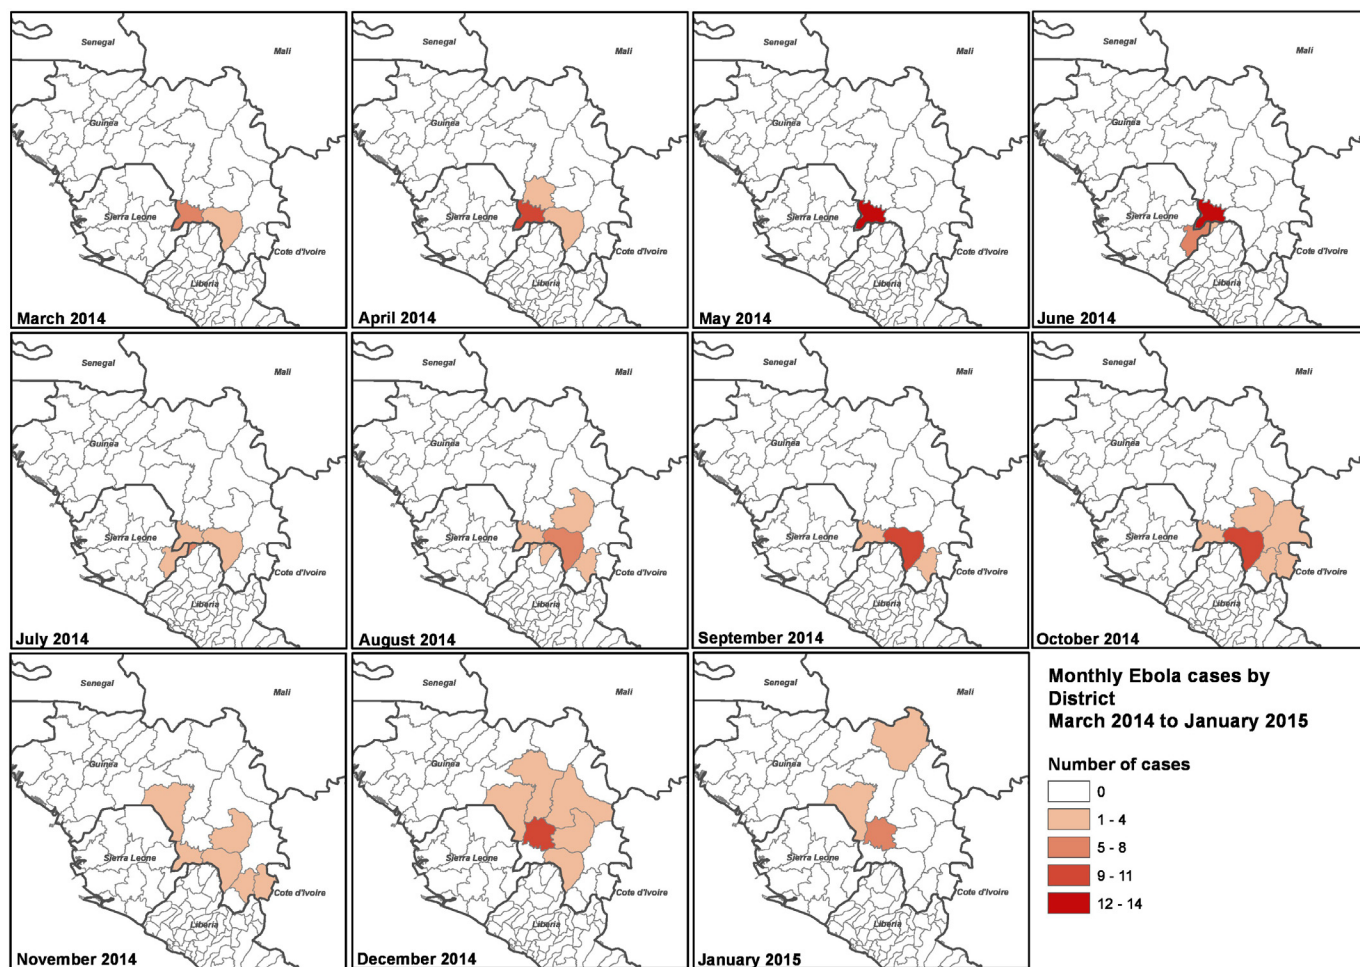 Senegal
Mali
Guinea
Sierra Leone
Cote d'Ivoire
Liberia
March 2014
Senegal
Mali
Guinea
Sierra Leone
Cote d'Ivoire
Liberia
April 2014
Senegal
Mali
Guinea
Sierra Leone
Cote d'Ivoire
Liberia
May 2014
Senegal
Mali
Guinea
Sierra Leone
Cote d'Ivoire
Liberia
June 2014
Senegal
Mali
Guinea
Sierra Leone
Cote d'Ivoire
Liberia
July 2014
Senegal
Mali
Guinea
Sierra Leone
Cote d'Ivoire
Liberia
August 2014
Senegal
Mali
Guinea
Sierra Leone
Cote d'Ivoire
Liberia
September 2014
Senegal
Mali
Guinea
Sierra Leone
Cote d'Ivoire
Liberia
October 2014
Senegal
Mali
Guinea
Sierra Leone
Cote d'Ivoire
Liberia
November 2014
Senegal
Mali
Guinea
Sierra Leone
Cote d'Ivoire
Liberia
December 2014
Senegal
Mali
Guinea
Sierra Leone
Cote d'Ivoire
Liberia
January 2015
Monthly Ebola cases by
District
March 2014 to January 2015
Number of cases
0
1 - 4
5 - 8
9 - 11
12 - 14